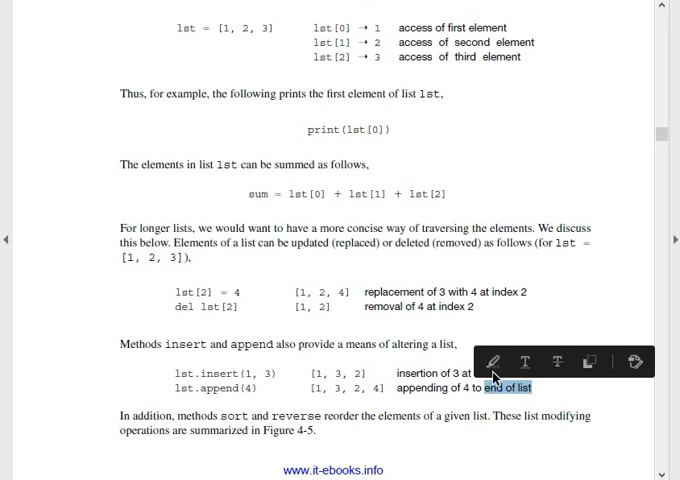 lst = [1, 2, 3] lst[0] → 1 access of first element
lst[1] → 2 access of second element
lst[2] → 3 access of third element
Thus, for example, the following prints the first element of list lst,
print(lst[0])
The elements in list lst can be summed as follows,
sum = lst[0] + lst[1] + lst[2]
For longer lists, we would want to have a more concise way of traversing the elements. We discuss
this below. Elements of a list can be updated (replaced) or deleted (removed) as follows (for lst =
[1, 2, 3]),
lst[2] = 4 [1, 2, 4] replacement of 3 with 4 at index 2
del lst[2] [1, 2] removal of 4 at index 2
Methods insert and append also provide a means of altering a list,
lst.insert(1, 3) [1, 3, 2] insertion of 3 at
lst.append(4) [1, 3, 2, 4] appending of 4 to end of list
In addition, methods sort and reverse reorder the elements of a given list. These list modifying
operations are summarized in Figure 4-5.
www.it-ebooks.info